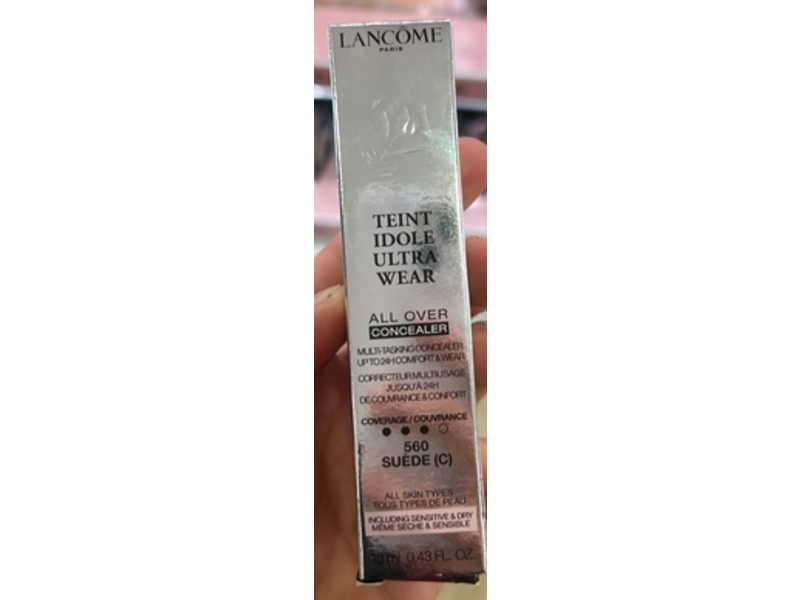 LANCÔME
PARIS
TEINT
IDOLE
ULTRA
WEAR
ALL OVER
CONCEALER
MULTI-TASKING CONCEALER
UP TO 24H COMFORT & WEAR
CORRECTEUR MULTI USAGE
JUSQU'À 24H
DE COUVRANCE & CONFORT
COVERAGE / COUVRANCE
560
SUÈDE (C)
ALL SKIN TYPES
TOUS TYPES DE PEAU
INCLUDING SENSITIVE & DRY
MÊME SÈCHE & SENSIBLE
0.43 FL. OZ.